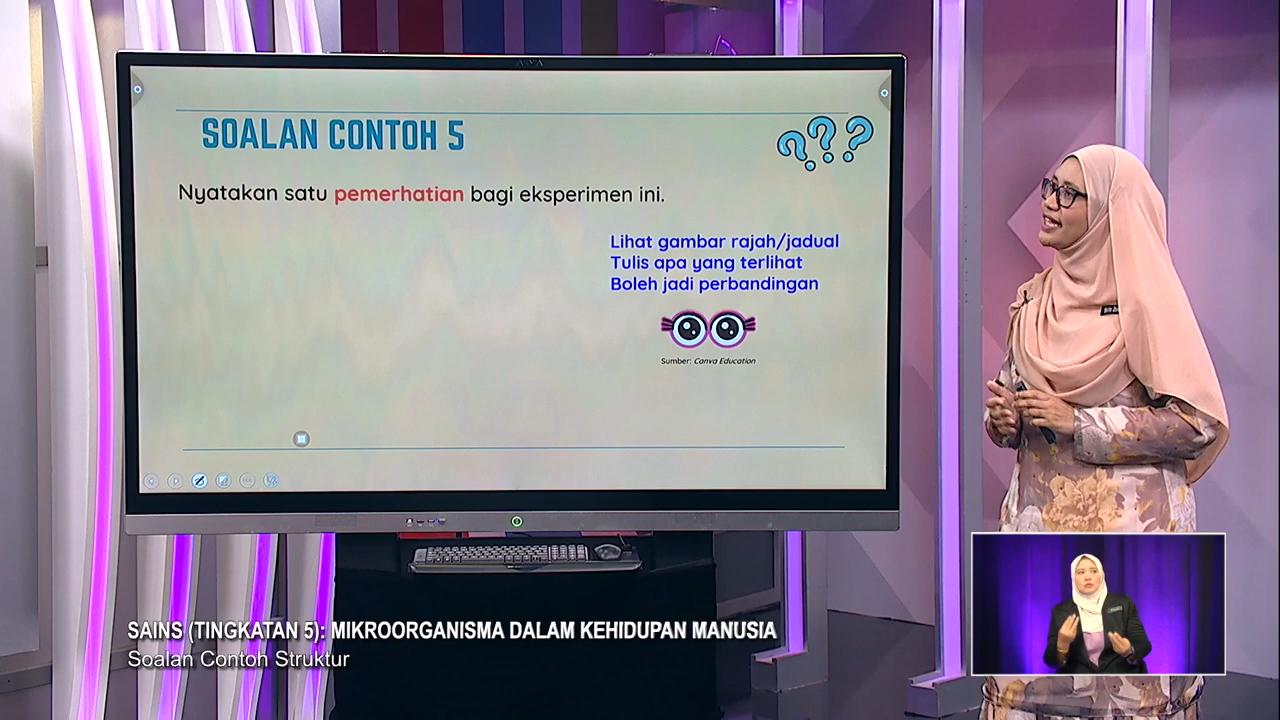 SOALAN CONTOH 5
Nyatakan satu pemerhatian bagi eksperimen ini.
Lihat gambar rajah/jadual
Tulis apa yang terlihat
Boleh jadi perbandingan
Sumber: Canva Education
SAINS (TINGKATAN 5): MIKROORGANISMA DALAM KEHIDUPAN MANUSIA
Soalan Contoh Struktur